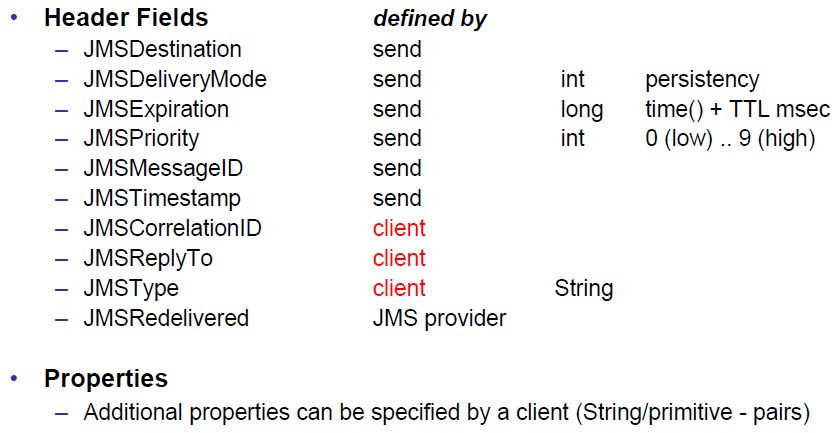 • Header Fields defined by
– JMSDestination send
– JMSDeliveryMode send int persistency
– JMSExpiration send long time() + TTL msec
– JMSPriority send int 0 (low) .. 9 (high)
– JMSMessageID send
– JMSTimestamp send
– JMSCorrelationID client
– JMSReplyTo client
– JMSType client String
– JMSRedelivered JMS provider
• Properties
– Additional properties can be specified by a client (String/primitive - pairs)